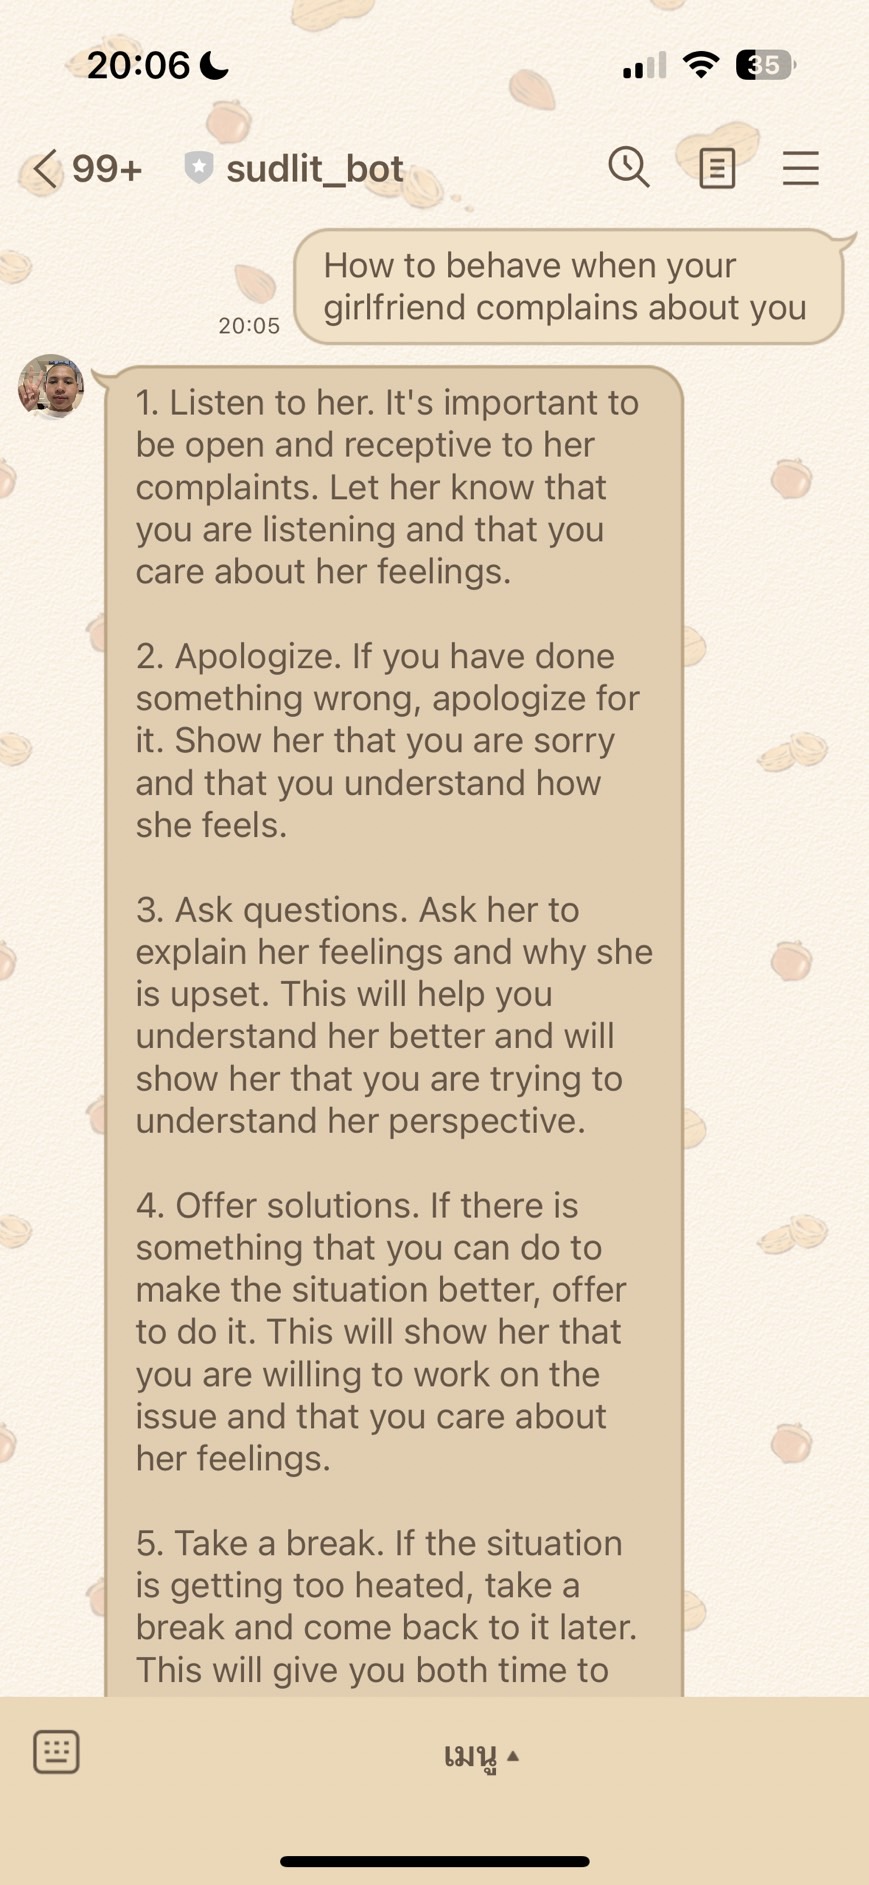 20:06
35
99+
sudlit_bot
How to behave when your
girlfriend complains about you
20:05
1. Listen to her. It's important to
be open and receptive to her
complaints. Let her know that
you are listening and that you
care about her feelings.
2. Apologize. If you have done
something wrong, apologize for
it. Show her that you are sorry
and that you understand how
she feels.
3. Ask questions. Ask her to
explain her feelings and why she
is upset. This will help you
understand her better and will
show her that you are trying to
understand her perspective.
4. Offer solutions. If there is
something that you can do to
make the situation better, offer
to do it. This will show her that
you are willing to work on the
issue and that you care about
her feelings.
5. Take a break. If the situation
is getting too heated, take a
break and come back to it later.
This will give you both time to
เมนู